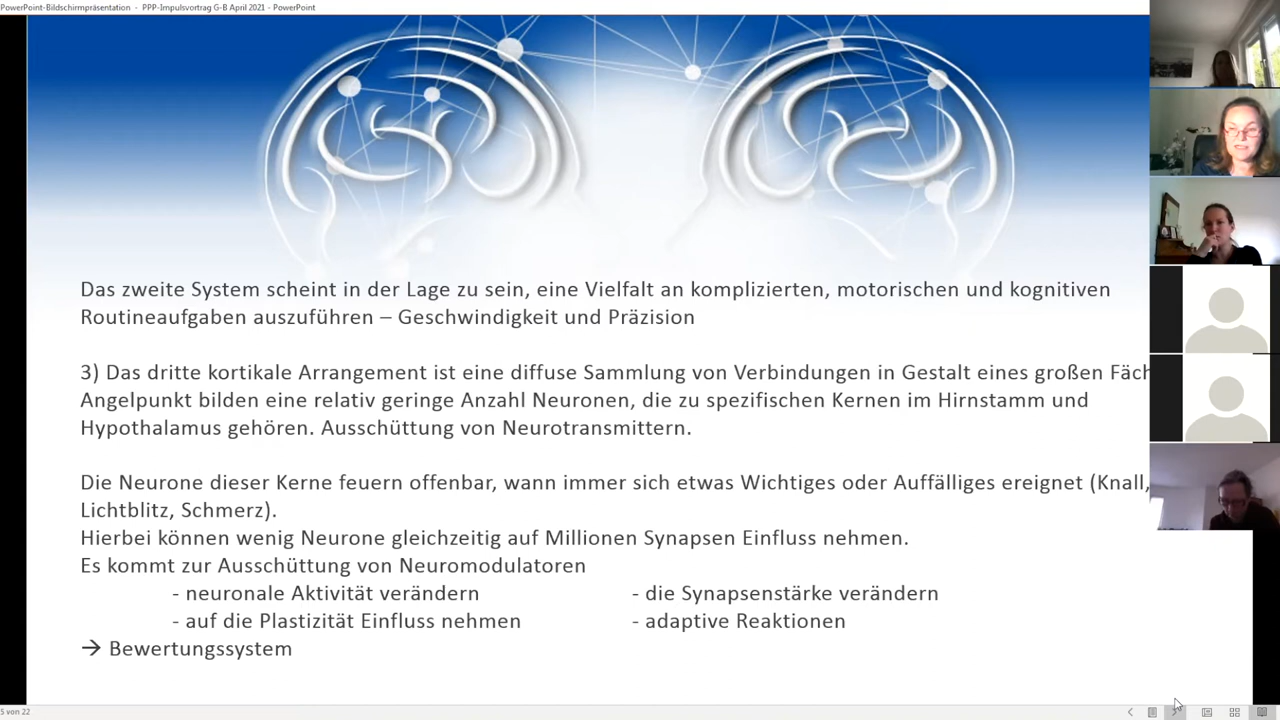 PowerPoint-Bildschirmpräsentation - PPP-Impulsvortrag G-B April 2021 - PowerPoint
Das zweite System scheint in der Lage zu sein, eine Vielfalt an komplizierten, motorischen und kognitiven
Routineaufgaben auszuführen – Geschwindigkeit und Präzision
3) Das dritte kortikale Arrangement ist eine diffuse Sammlung von Verbindungen in Gestalt eines großen Fäch
Angelpunkt bilden eine relativ geringe Anzahl Neuronen, die zu spezifischen Kernen im Hirnstamm und
Hypothalamus gehören. Ausschüttung von Neurotransmittern.
Die Neurone dieser Kerne feuern offenbar, wann immer sich etwas Wichtiges oder Auffälliges ereignet (Knall,
Lichtblitz, Schmerz).
Hierbei können wenig Neurone gleichzeitig auf Millionen Synapsen Einfluss nehmen.
Es kommt zur Ausschüttung von Neuromodulatoren
- neuronale Aktivität verändern - die Synapsenstärke verändern
- auf die Plastizität Einfluss nehmen - adaptive Reaktionen
→ Bewertungssystem
5 von 22